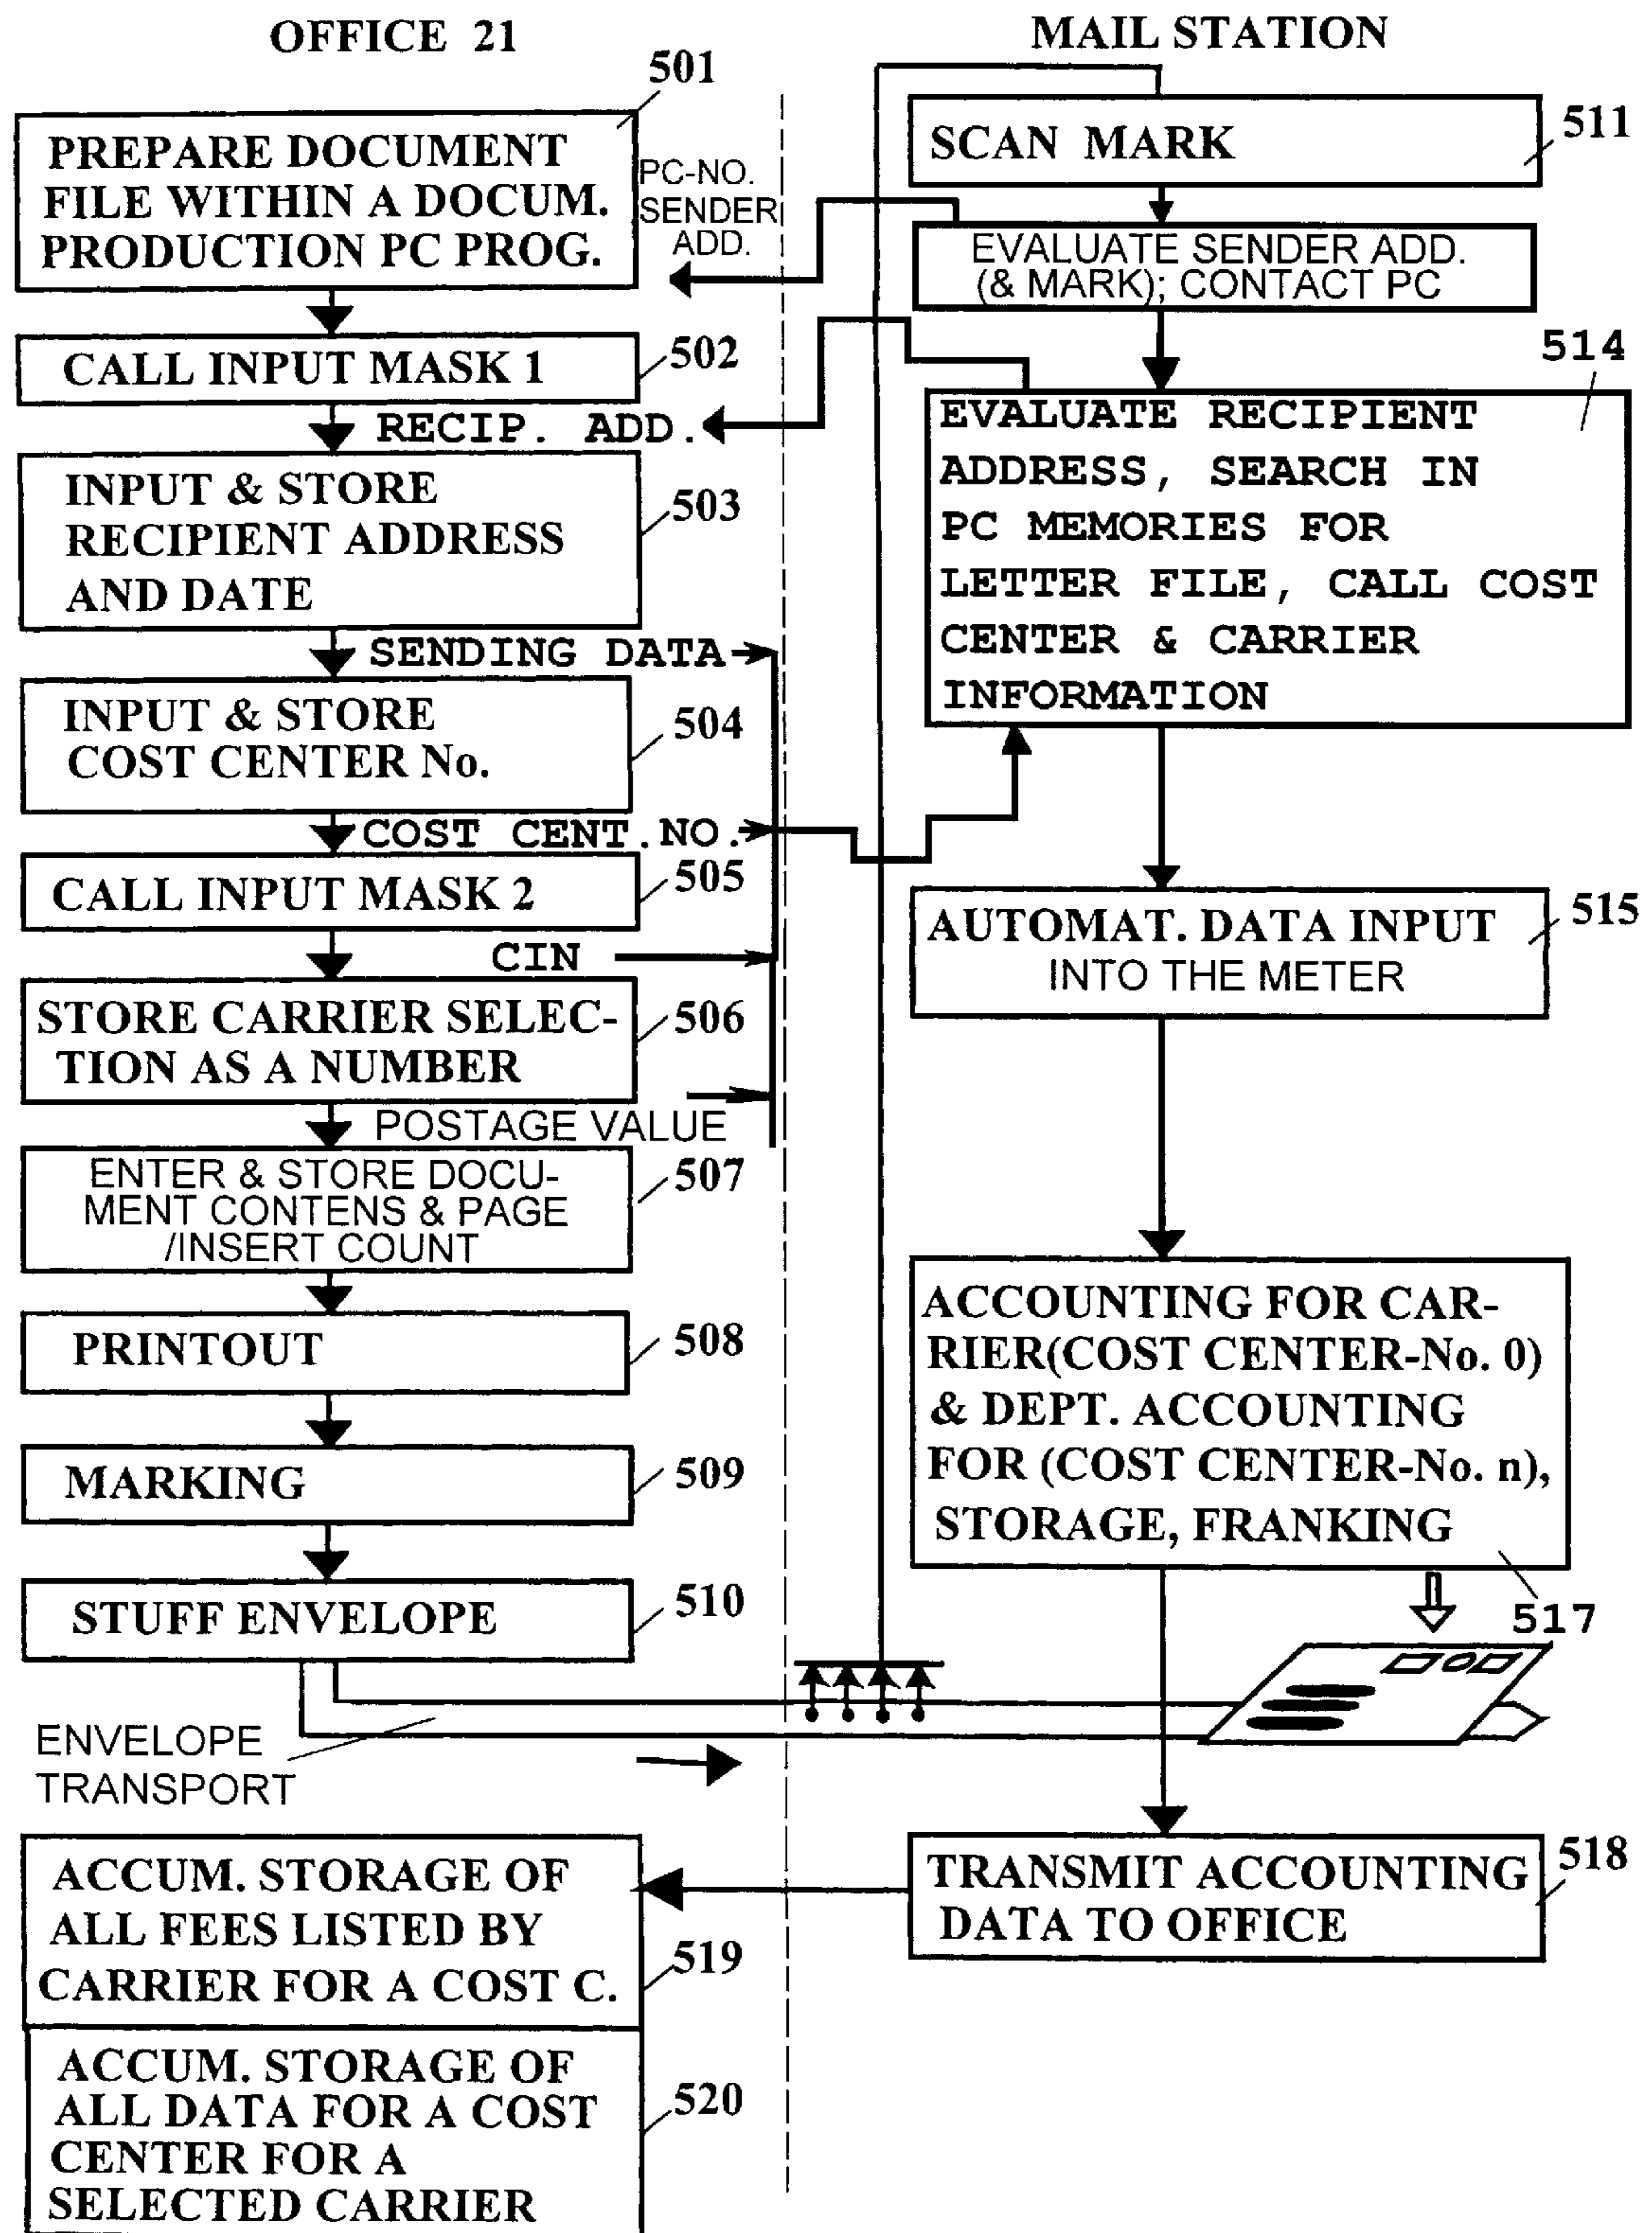 OFFICE 21
501
PREPARE DOCUMENT
FILE WITHIN A DOCUM.
PRODUCTION PC PROG.
PC-NO.
SENDER
ADD.
CALL INPUT MASK 1
502
RECIP. ADD.
INPUT & STORE
RECIPIENT ADDRESS
AND DATE
503
SENDING DATA
INPUT & STORE
COST CENTER No.
504
COST CENT.NO.
CALL INPUT MASK 2
505
CIN
STORE CARRIER SELEC-
TION AS A NUMBER
506
POSTAGE VALUE
ENTER & STORE DOCU-
MENT CONTENS & PAGE
/INSERT COUNT
507
PRINTOUT
508
MARKING
509
STUFF ENVELOPE
510
ENVELOPE
TRANSPORT
ACCUM. STORAGE OF
ALL FEES LISTED BY
CARRIER FOR A COST C.
519
ACCUM. STORAGE OF
ALL DATA FOR A COST
CENTER FOR A
SELECTED CARRIER
520
MAIL STATION
SCAN MARK
511
EVALUATE SENDER ADD.
(& MARK); CONTACT PC
514
EVALUATE RECIPIENT
ADDRESS, SEARCH IN
PC MEMORIES FOR
LETTER FILE, CALL COST
CENTER & CARRIER
INFORMATION
AUTOMAT. DATA INPUT
INTO THE METER
515
ACCOUNTING FOR CAR-
RIER(COST CENTER-No. 0)
& DEPT. ACCOUNTING
FOR (COST CENTER-No. n),
STORAGE, FRANKING
517
TRANSMIT ACCOUNTING
DATA TO OFFICE
518